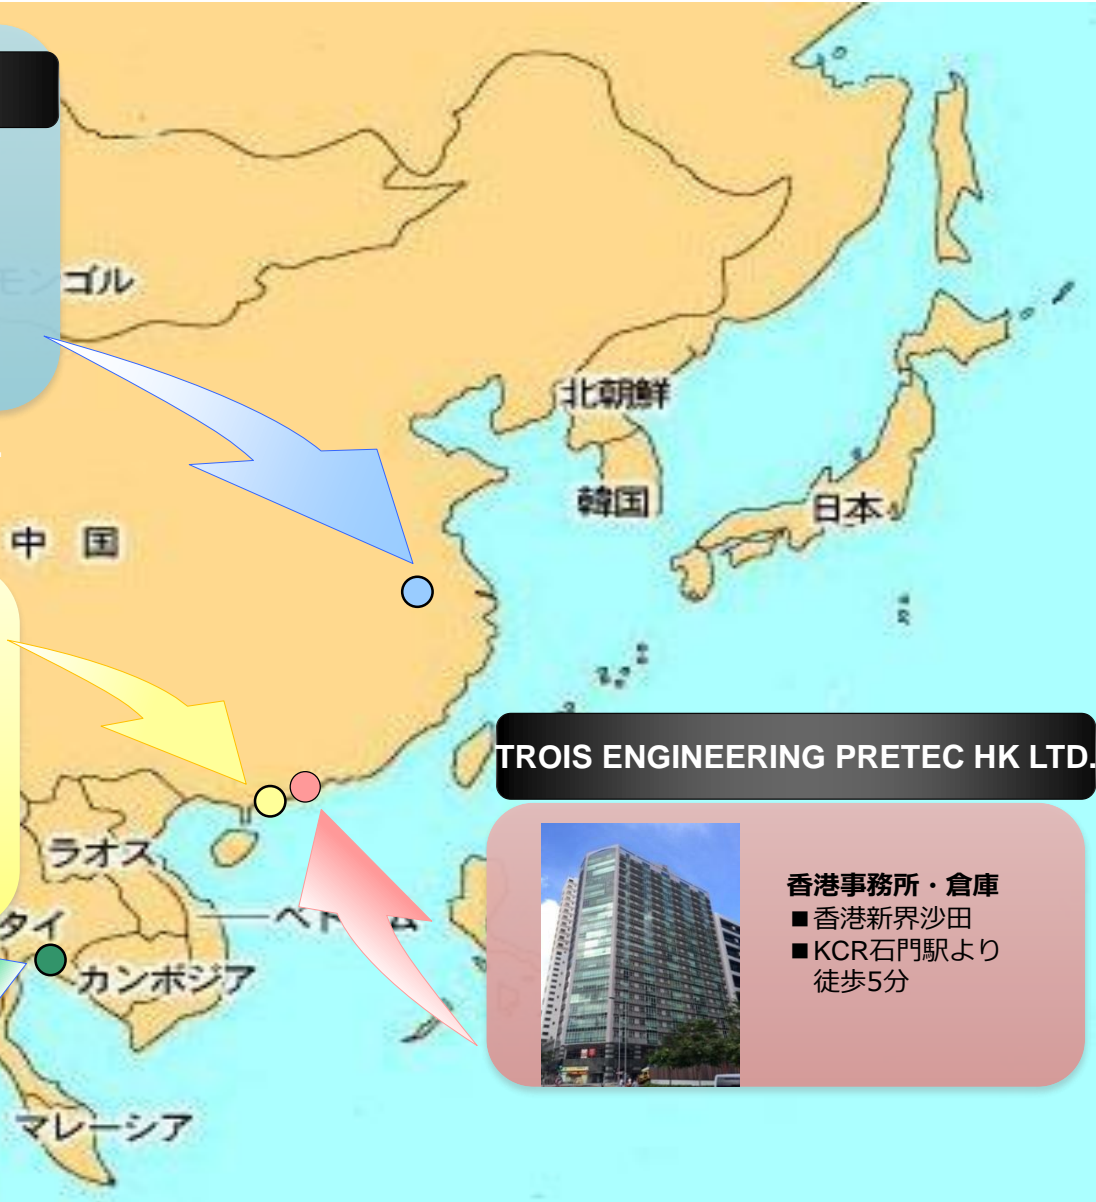 モンゴル
北朝鮮
韓国
日本
中 国
TROIS ENGINEERING PRETEC HK LTD.
香港事務所・倉庫
■香港新界沙田
■KCR石門駅より
徒歩5分
ラオス
タイ
カンボジア
マレーシア